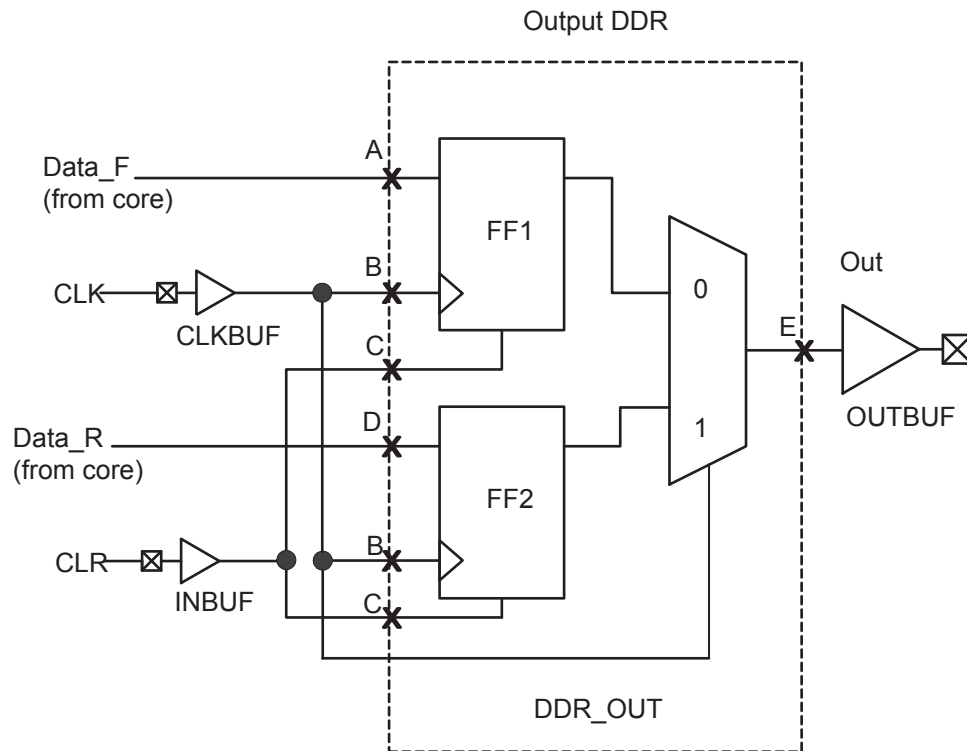 Output DDR
A
Data_F
(from core)
FF1
B
CLK
CLKBUF
0
Out
C
E
Data_R
(from core)
D
1
OUTBUF
FF2
B
CLR
INBUF
C
DDR_OUT